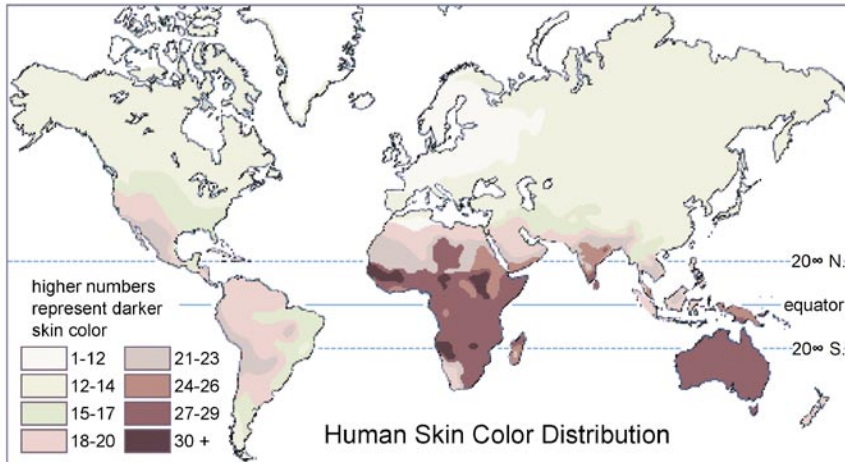 20∞ N.
higher numbers
represent darker
skin color
equator
1-12
21-23
20∞ S.
12-14
24-26
15-17
27-29
18-20
30 +
Human Skin Color Distribution